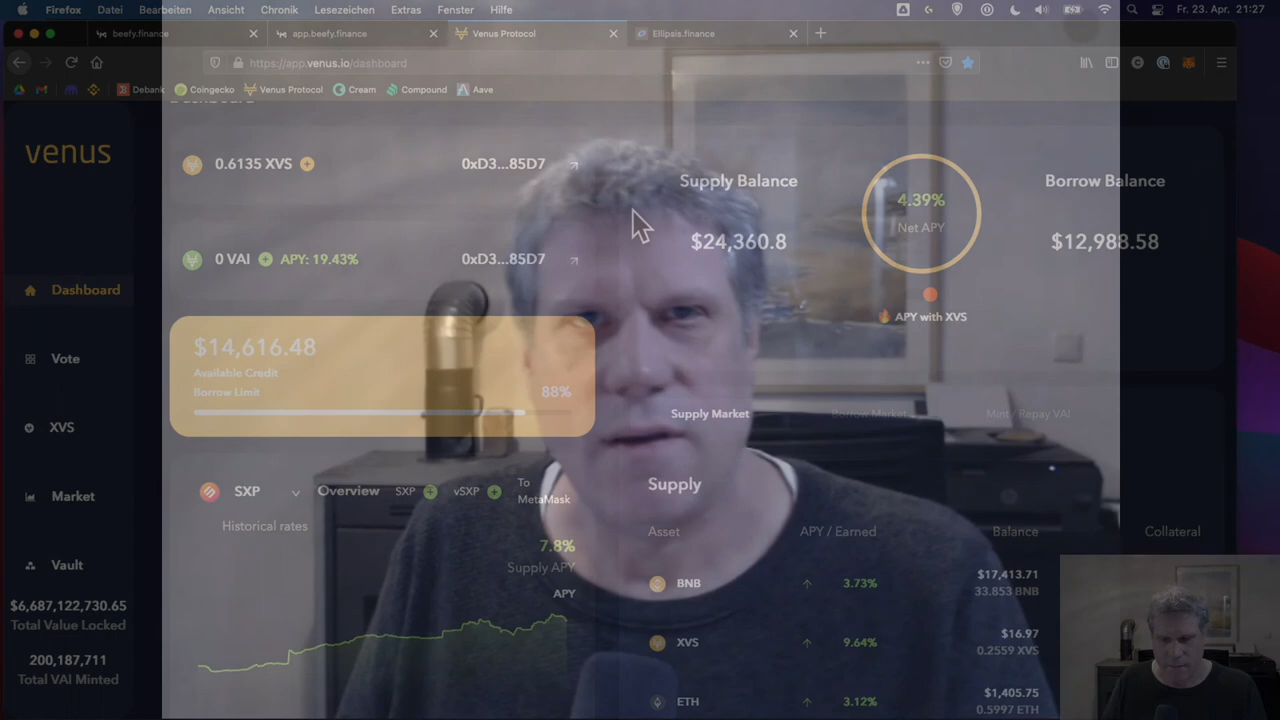 Firefox Datei Bearbeiten Ansicht Chronik Lesezeichen Extras Fenster Hilfe Fr. 23. Apr. 21:27
beefy.finance app.beefy.finance Venus Protocol Ellipsis.finance
https://app.venus.io/dashboard
Debank Coingecko Venus Protocol Cream Compound Aave
Dashboard
venus
Dashboard
Vote
XVS
Market
Vault
$6,687,122,730.65
Total Value Locked
200,187,711
Total VAI Minted
0.6135 XVS 0xD3...85D7
0 VAI APY: 19.43% 0xD3...85D7
$14,616.48
Available Credit
Borrow Limit 88%
SXP Overview SXP vSXP To MetaMask
Historical rates
7.8%
Supply APY
APY
Supply Balance
$24,360.8
4.39%
Net APY
APY with XVS
Borrow Balance
$12,988.58
Supply Market Borrow Market Mint / Repay VAI
Supply
Asset APY / Earned Balance Collateral
BNB 3.73% $17,413.71
33.853 BNB
XVS 9.64% $16.97
0.2559 XVS
ETH 3.12% $1,405.75
0.5997 ETH